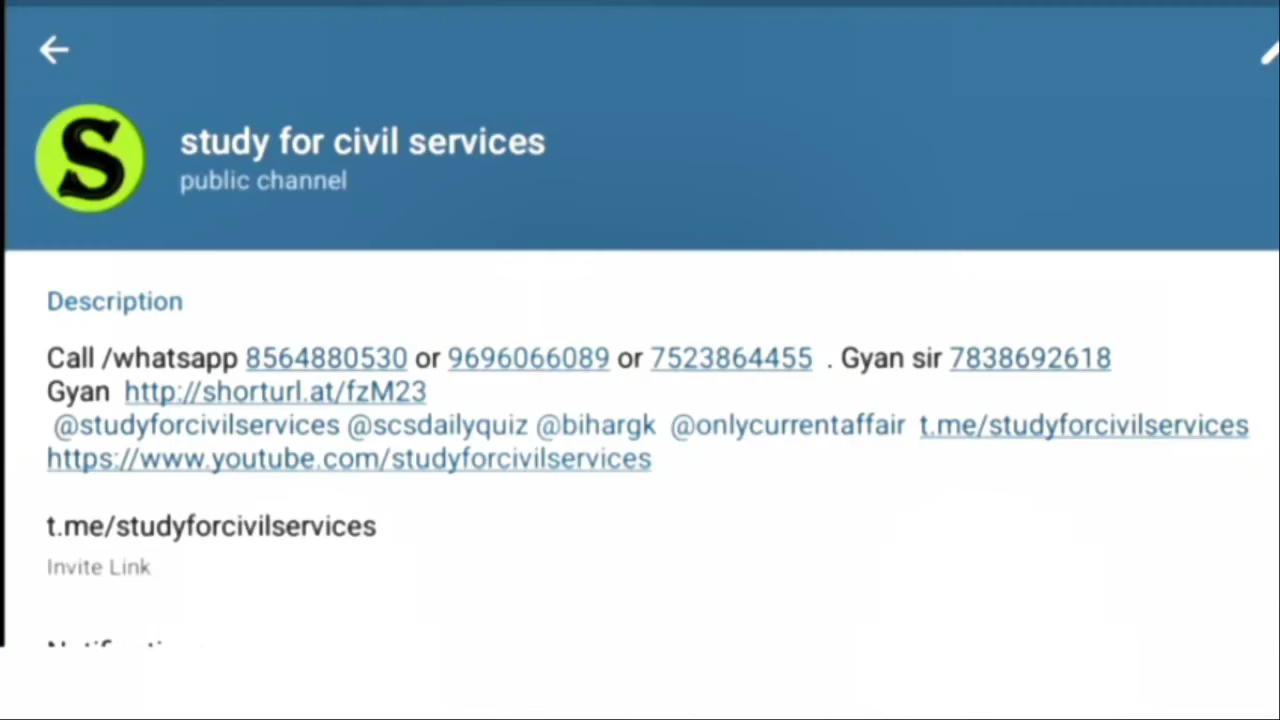 S
study for civil services
public channel
Description
Call /whatsapp 8564880530 or 9696066089 or 7523864455 . Gyan sir 7838692618
Gyan http://shorturl.at/fzM23
@studyforcivilservices @scsdailyquiz @bihargk @onlycurrentaffair t.me/studyforcivilservices
https://www.youtube.com/studyforcivilservices
t.me/studyforcivilservices
Invite Link